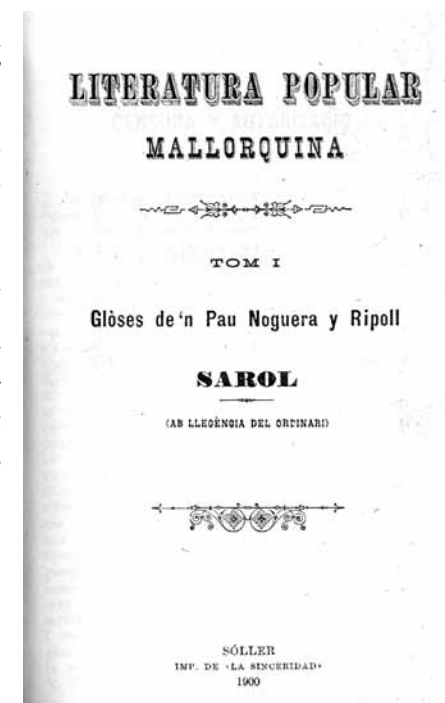 LITERATURA POPULAR
MALLORQUINA
TOM I
Glòses de'n Pau Noguera y Ripoll
SAROL
(AB LLECÈNCIA DEL ORDINARI)
SÓLLER
IMP. DE «LA SINCERIDAD»
1900